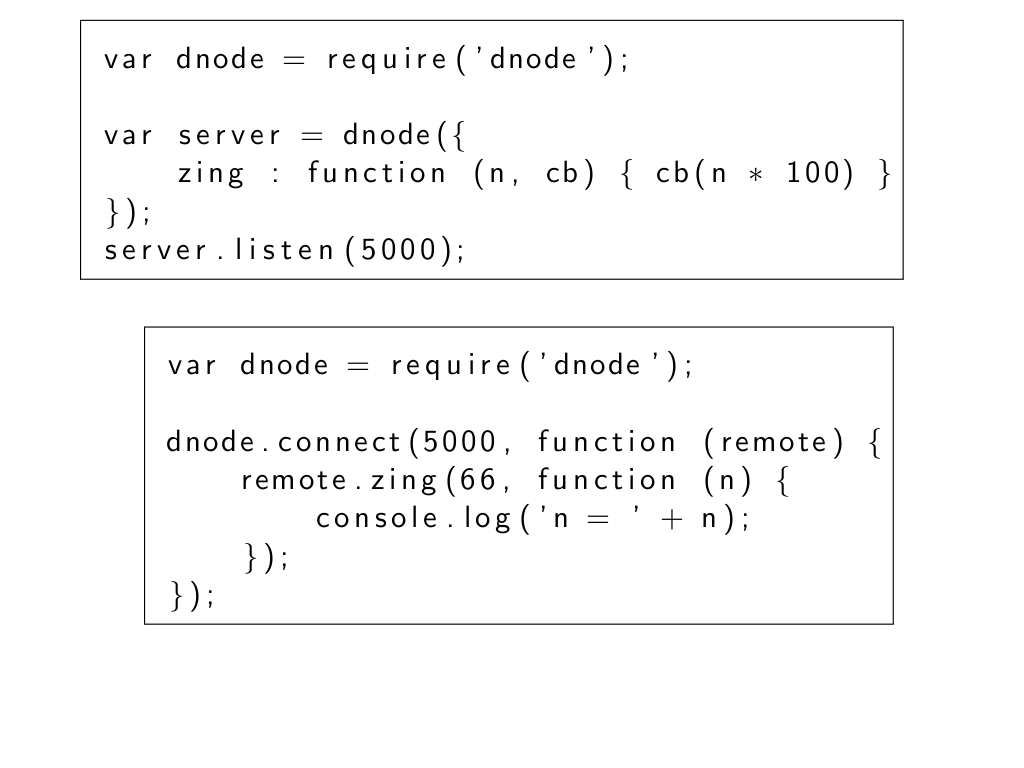 var dnode = require('dnode');
var server = dnode({
zing : function (n, cb) { cb(n * 100) }
});
server.listen(5000);
var dnode = require('dnode');
dnode.connect(5000, function (remote) {
remote.zing(66, function (n) {
console.log('n = ' + n);
});
});